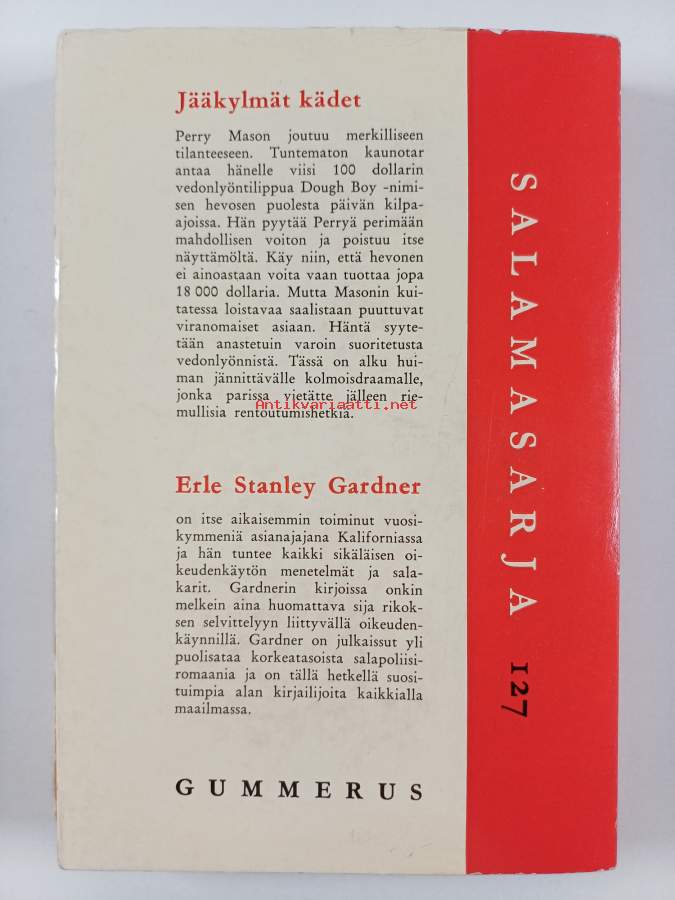 Jääkylmät kädet
Perry Mason joutuu merkilliseen
tilanteeseen. Tuntematon kaunotar
antaa hänelle viisi 100 dollarin
vedonlyöntilippua Dough Boy -nimi-
sen hevosen puolesta päivän kilpa-
ajoissa. Hän pyytää Perryä perimään
mahdollisen voiton ja poistuu itse
näyttämöltä. Käy niin, että hevonen
ei ainoastaan voita vaan tuottaa jopa
18 000 dollaria. Mutta Masonin kui-
tatessa loistavaa saalistaan puuttuvat
viranomaiset asiaan. Häntä syyte-
tään anastetuin varoin suoritetusta
vedonlyönnistä. Tässä on alku hui-
man jännittävälle kolmoisdraamalle,
jonka parissa vietätte jälleen rie-
mullisia rentoutumishetkiä.
Antikvariaatti.net
Erle Stanley Gardner
on itse aikaisemmin toiminut vuosi-
kymmeniä asianajajana Kaliforniassa
ja hän tuntee kaikki sikäläisen oi-
keudenkäytön menetelmät ja sala-
karit. Gardnerin kirjoissa onkin
melkein aina huomattava sija rikok-
sen selvittelyyn liittyvällä oikeuden-
käynnillä. Gardner on julkaissut yli
puolisataa korkeatasoista salapoliisi-
romaania ja on tällä hetkellä suosi-
tuimpia alan kirjailijoita kaikkialla
maailmassa.
GUMMERUS
SALAMASARJA 127